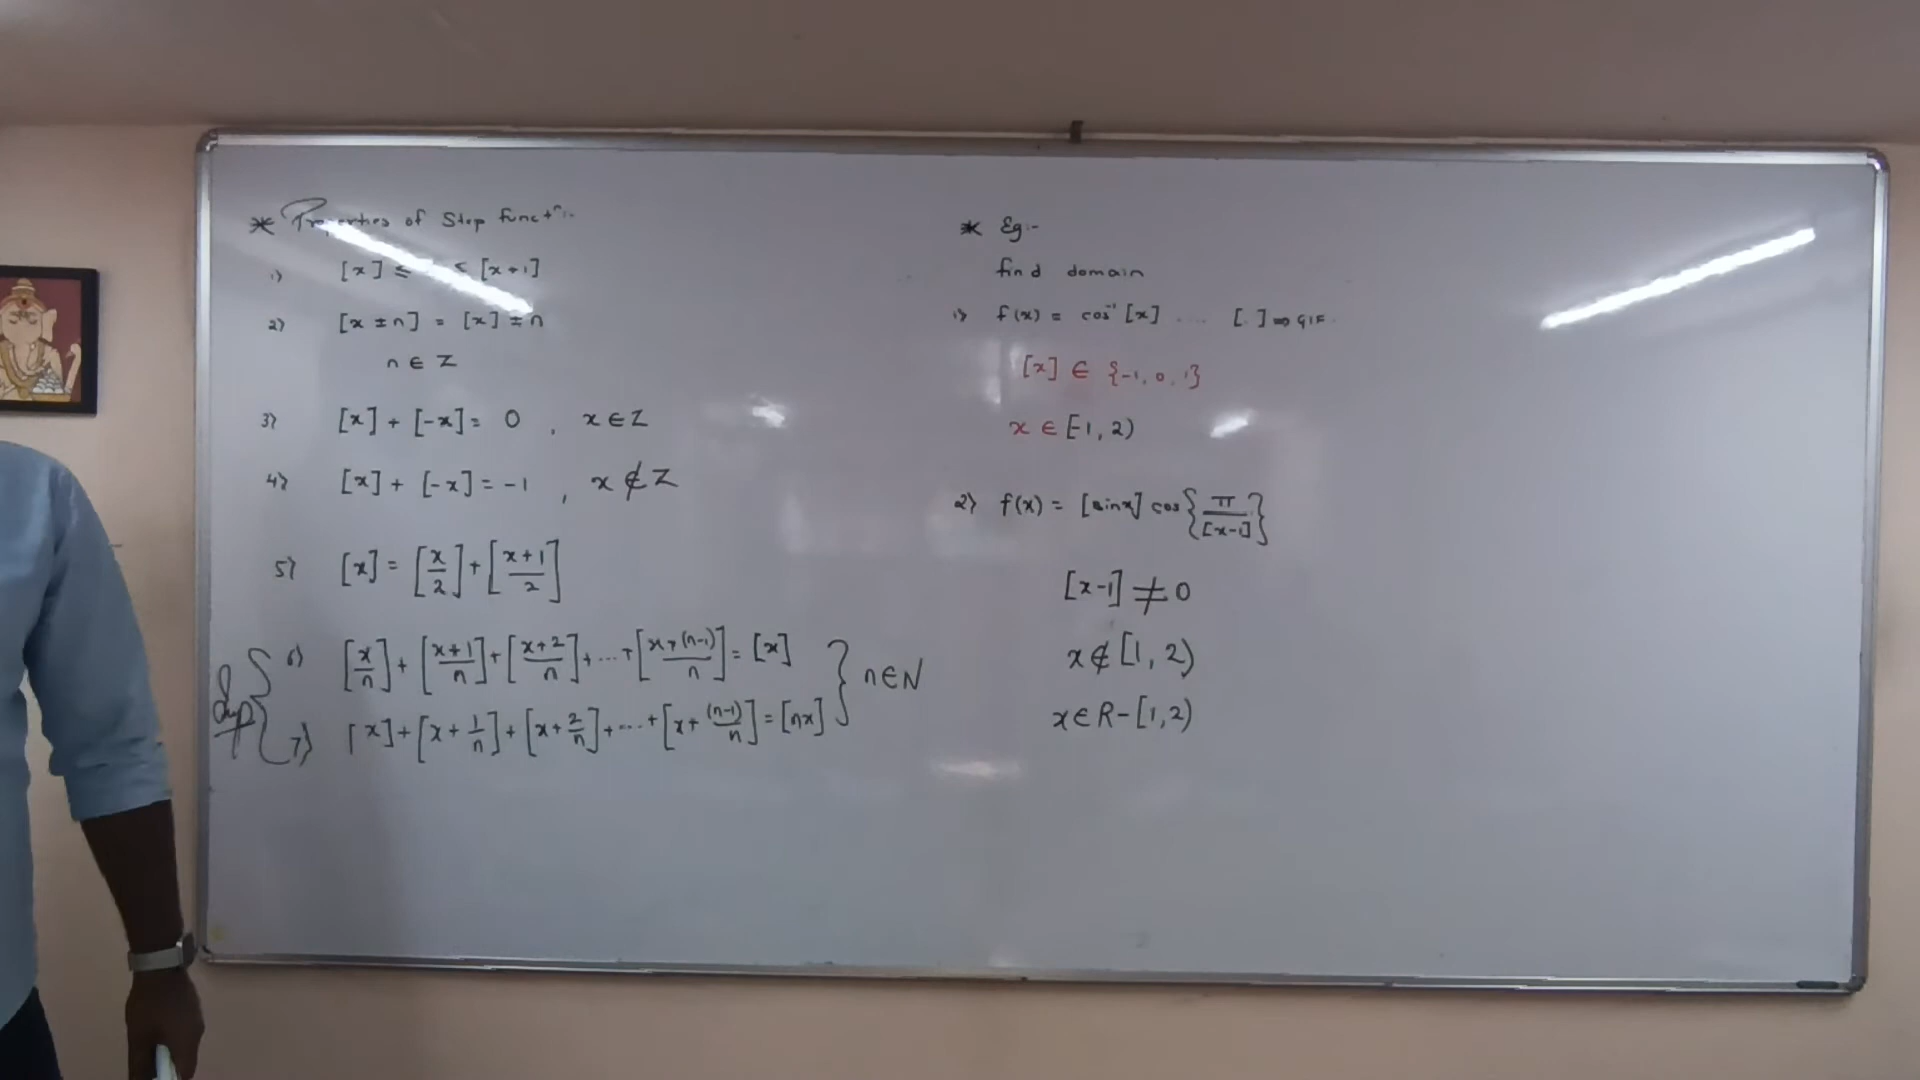 * Properties of Step functⁿ:-
1) [x] ≤ < [x+1]
2) [x ± n] = [x] ± n
n ∈ Z
3) [x] + [-x] = 0 , x ∈ Z
4) [x] + [-x] = -1 , x ∉ Z
5) [x] = [x/2] + [(x+1)/2]
6) [x/n] + [(x+1)/n] + [(x+2)/n] + ... + [(x+(n-1))/n] = [x]
7) [x] + [x + 1/n] + [x + 2/n] + ... + [x + (n-1)/n] = [nx]
} n ∈ N
* Eg:-
find domain
1) f(x) = cos⁻¹[x] .... [.] ⇒ GIF.
[x] ∈ {-1, 0, 1}
x ∈ [-1, 2)
2) f(x) = [sinx] cos{π/[x-1]}
[x-1] ≠ 0
x ∉ [1, 2)
x ∈ R - [1, 2)